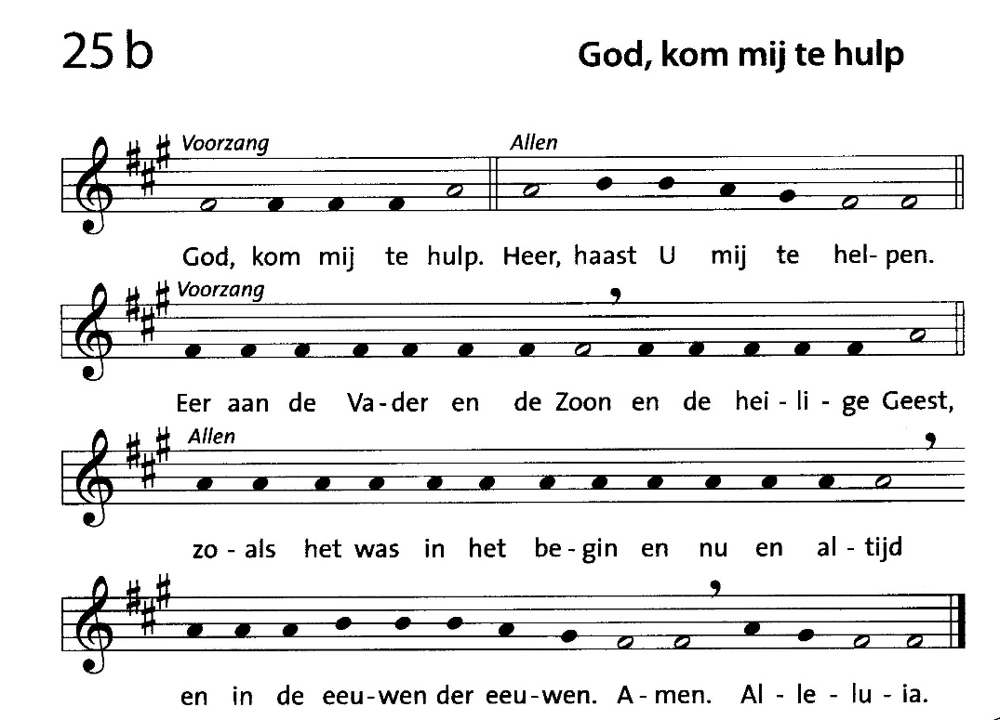 25 b God, kom mij te hulp
Voorzang Allen
God, kom mij te hulp. Heer, haast U mij te hel- pen.
Voorzang
Eer aan de Va - der en de Zoon en de hei - li - ge Geest,
Allen
zo - als het was in het be - gin en nu en al - tijd
en in de eeu - wen der eeu - wen. A - men. Al - le - lu - ia.